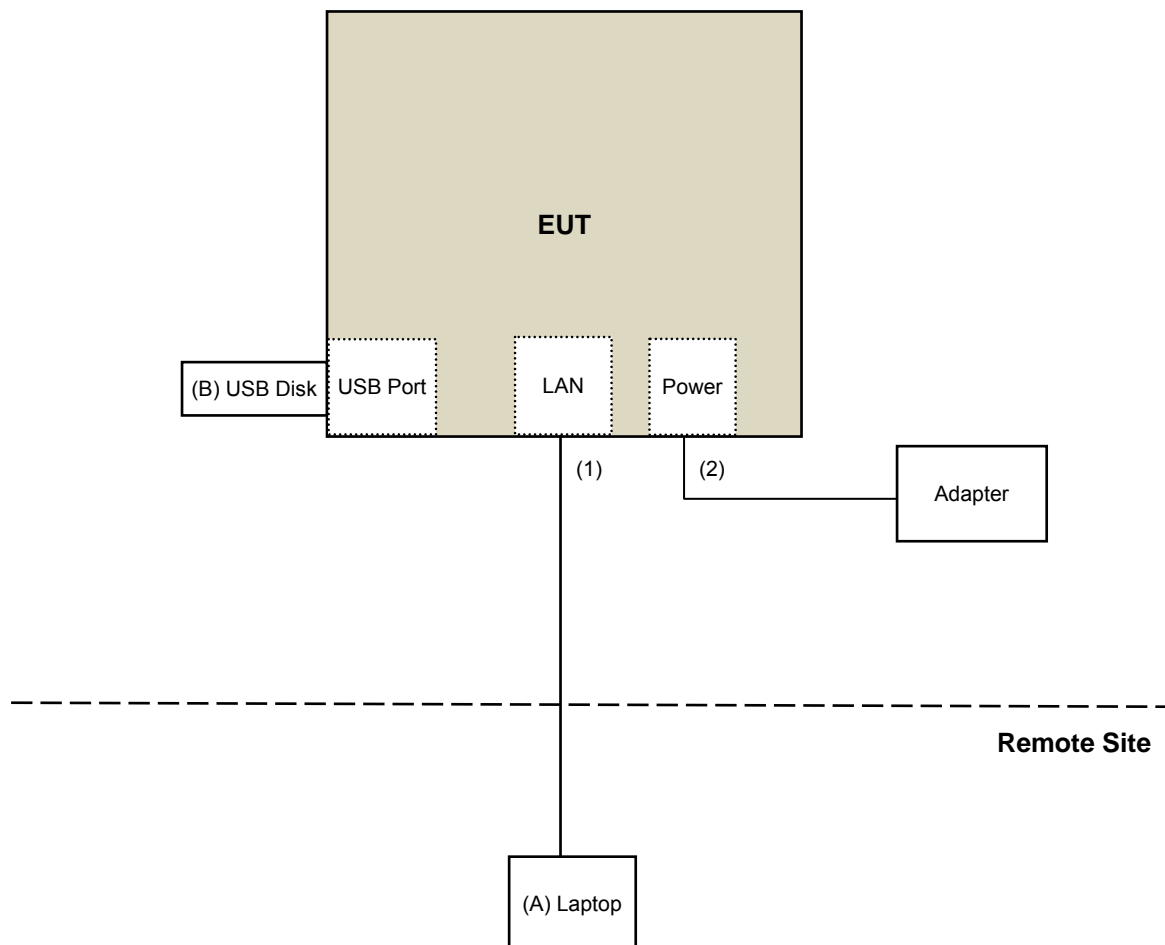 EUT
(B) USB Disk
USB Port
LAN
Power
(1)
(2)
Adapter
Remote Site
(A) Laptop